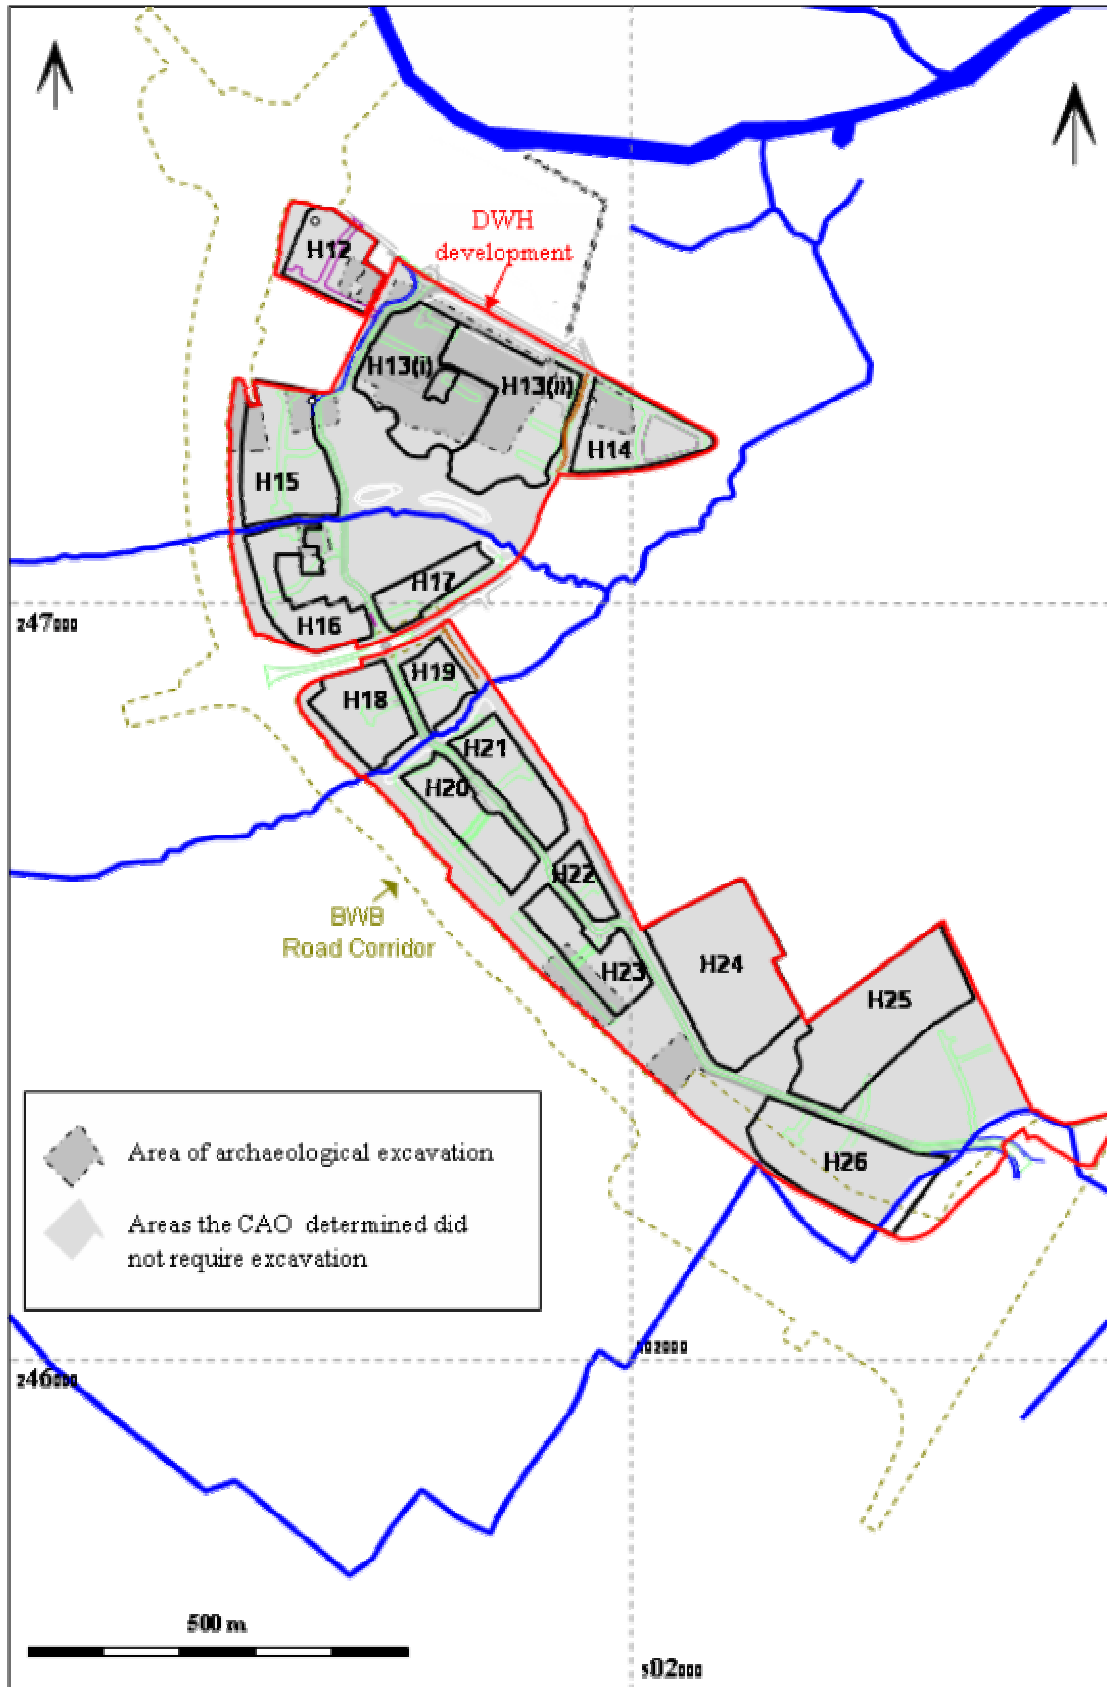 DWH
development
H12
H13(i)
H13(ii)
H14
H15
H17
H16
247000
H19
H18
H21
H20
H22
BWB
Road Corridor
H23
H24
H25
H26
Area of archaeological excavation
Areas the CAO determined did
not require excavation
246000
500 m
502000